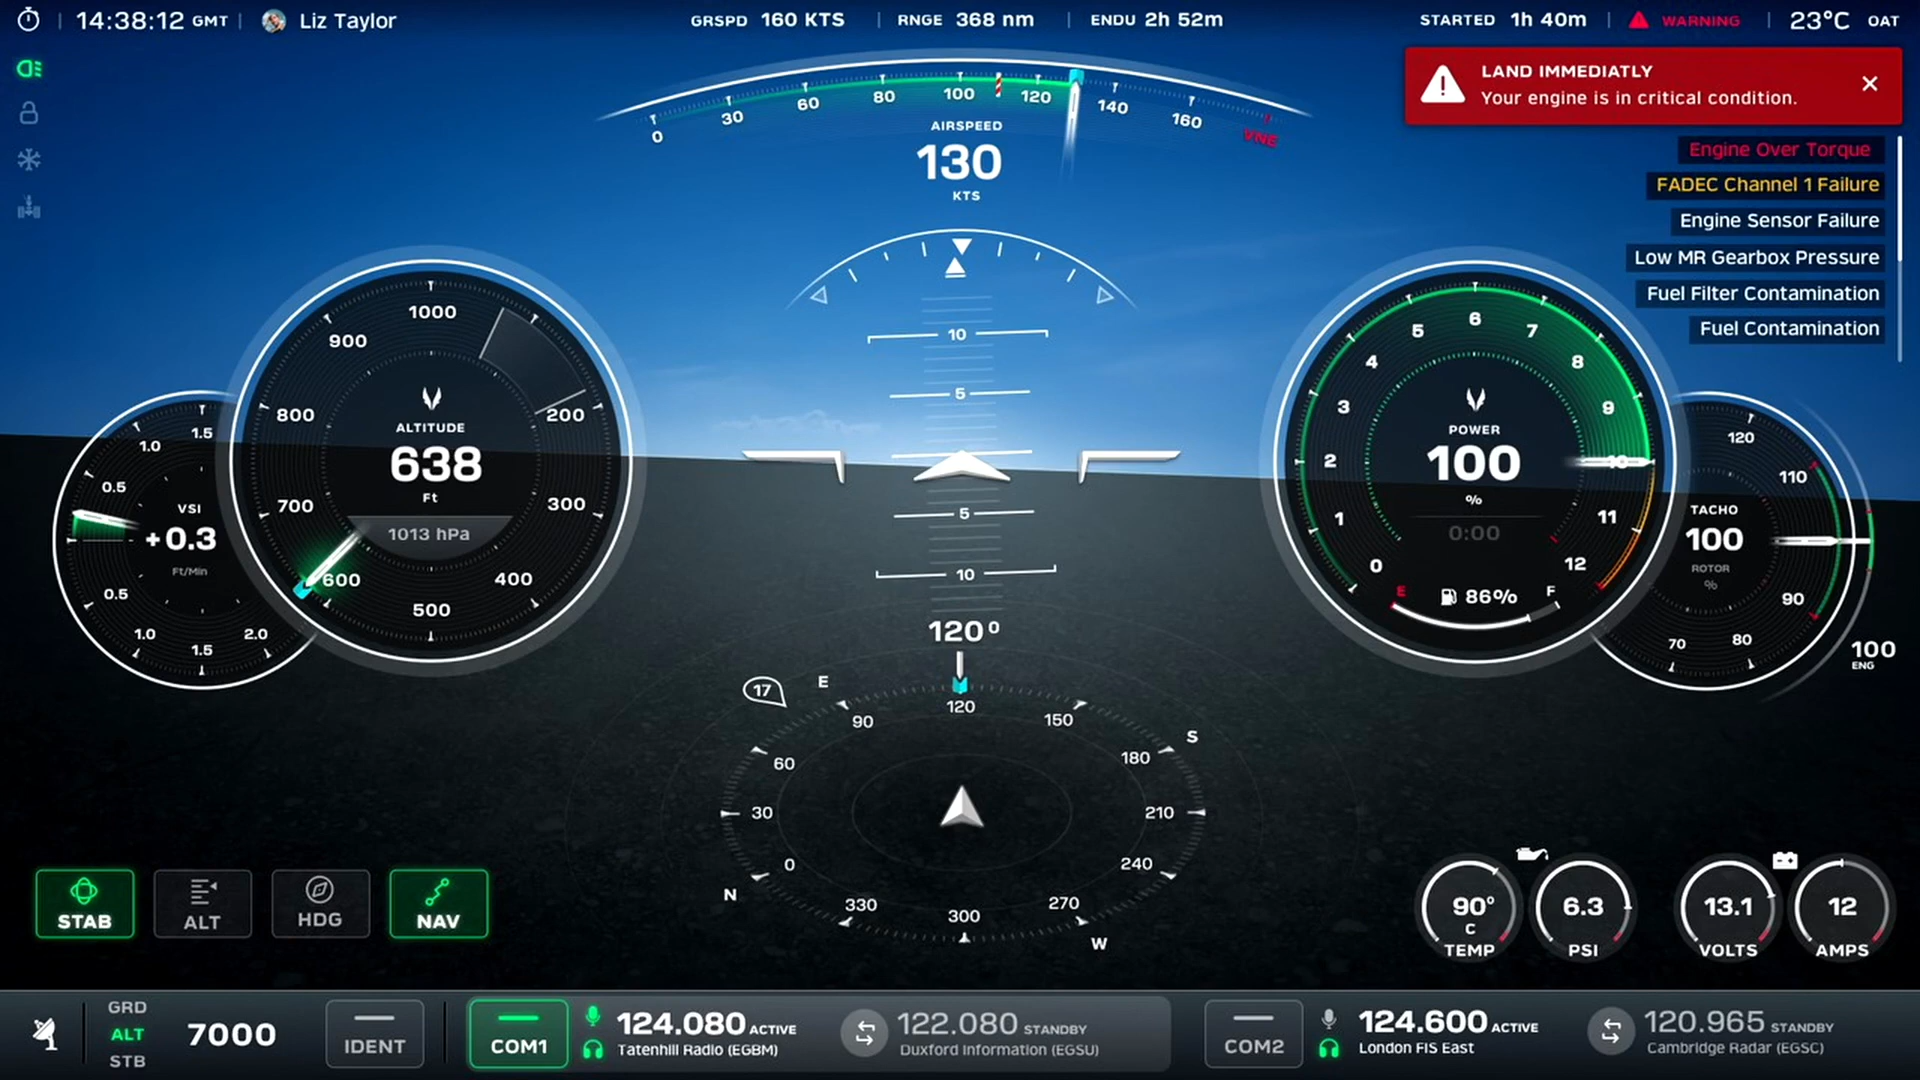 14:38:12 GMT
Liz Taylor
GRSPD 160 KTS
RNGE 368 nm
ENDU 2h 52m
STARTED 1h 40m
WARNING
23°C OAT
LAND IMMEDIATLY
Your engine is in critical condition.
Engine Over Torque
FADEC Channel 1 Failure
Engine Sensor Failure
Low MR Gearbox Pressure
Fuel Filter Contamination
Fuel Contamination
0 30 60 80 100 120 140 160 VNE
AIRSPEED
130
KTS
10
5
5
10
1.5
1.0
0.5
VSI
+0.3
Ft/Min
0.5
1.0
1.5
2.0
1000
900
800
200
ALTITUDE
638
Ft
700
300
1013 hPa
600
400
500
6
5
7
4
8
3
9
POWER
100
%
2
10
1
11
0:00
0
12
E
86%
F
120
110
TACHO
100
ROTOR
%
90
80
70
100
ENG
120°
17
E
90
120
150
S
60
180
30
210
0
240
N
330
300
270
W
STAB
ALT
HDG
NAV
90°
C
TEMP
6.3
PSI
13.1
VOLTS
12
AMPS
GRD
ALT
STB
7000
IDENT
COM1
124.080 ACTIVE
Tatenhill Radio (EGBM)
122.080 STANDBY
Duxford Information (EGSU)
COM2
124.600 ACTIVE
London FIS East
120.965 STANDBY
Cambridge Radar (EGSC)